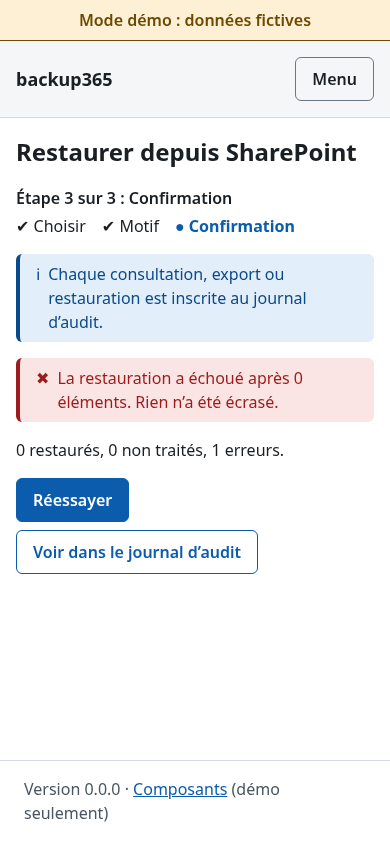 Mode démo : données fictives
backup365
Menu
Restaurer depuis SharePoint
Étape 3 sur 3 : Confirmation
✔ Choisir ✔ Motif ● Confirmation
i Chaque consultation, export ou
restauration est inscrite au journal
d’audit.
✖ La restauration a échoué après 0
éléments. Rien n’a été écrasé.
0 restaurés, 0 non traités, 1 erreurs.
Réessayer
Voir dans le journal d’audit
Version 0.0.0 · Composants (démo
seulement)